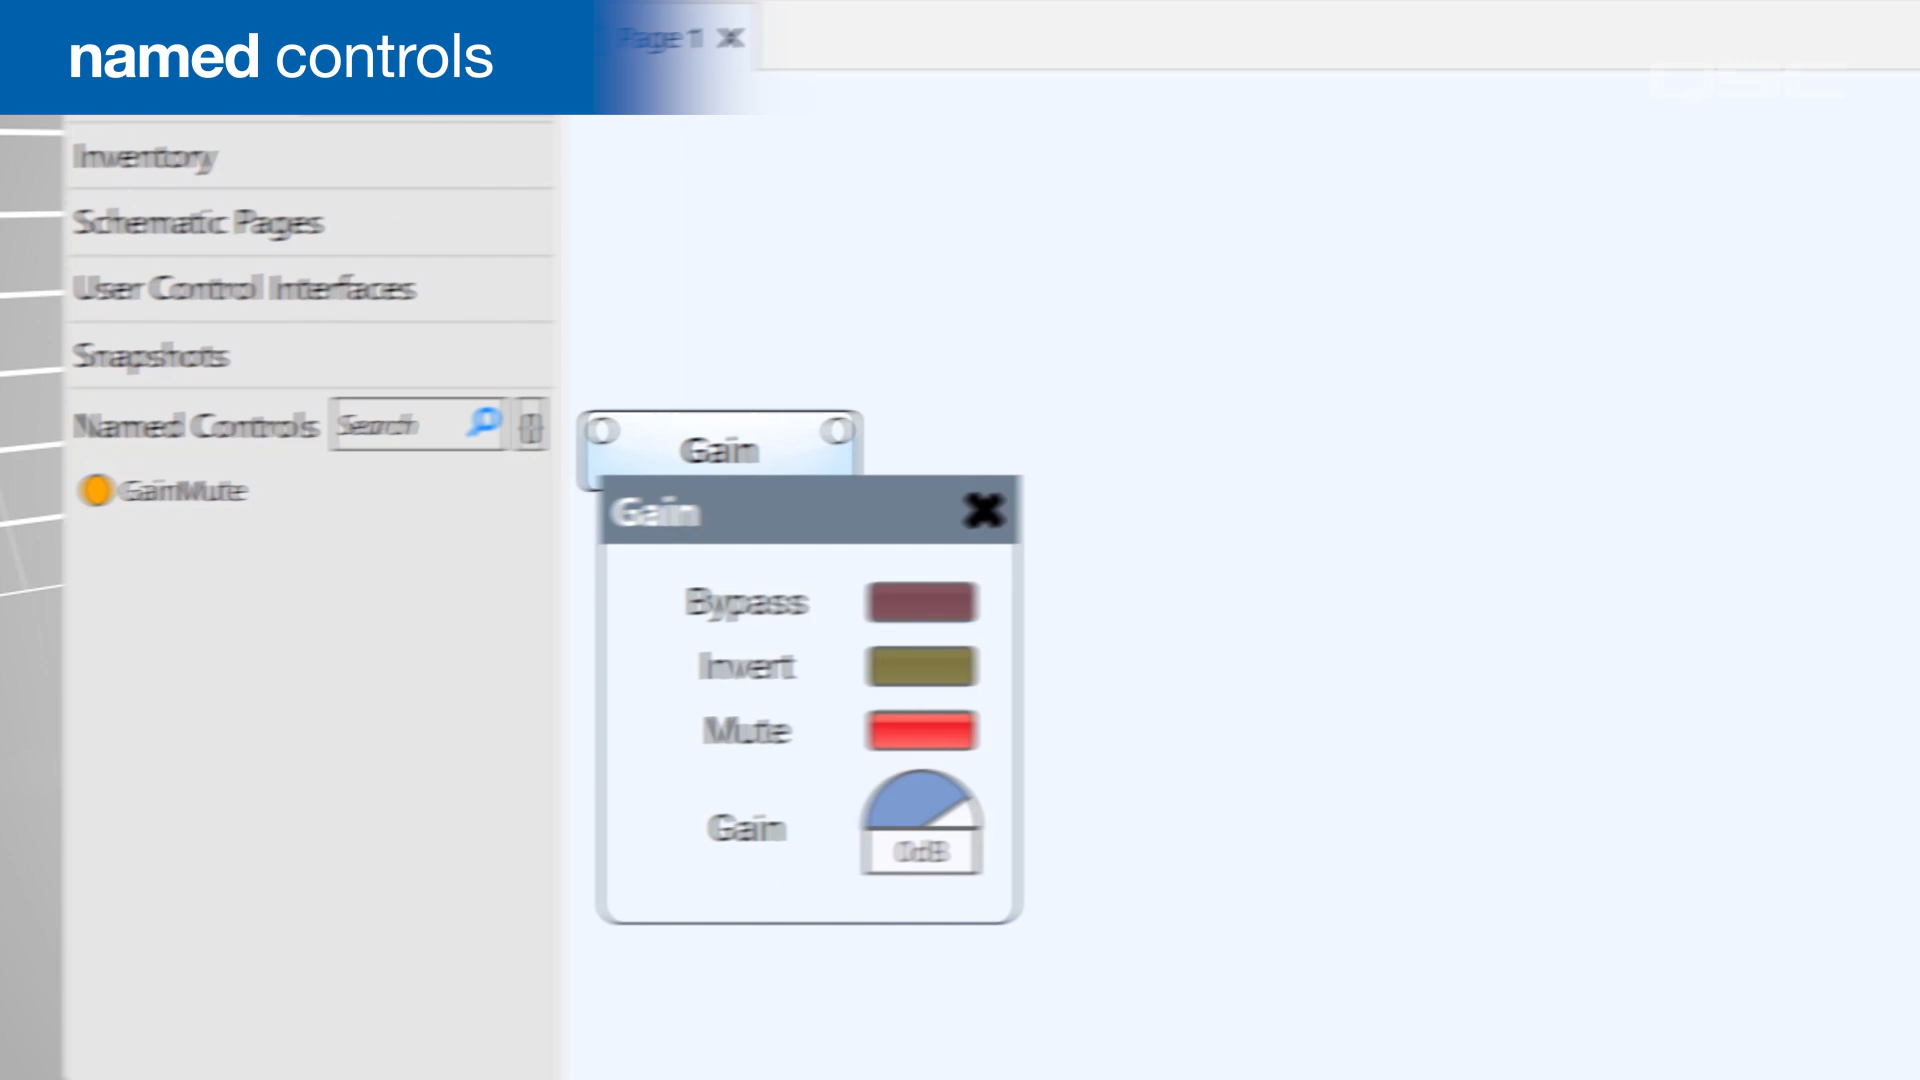 named controls
Page 1
QSC
Inventory
Schematic Pages
User Control Interfaces
Snapshots
Named Controls
Search
GainMute
Gain
Gain
Bypass
Invert
Mute
Gain
0dB